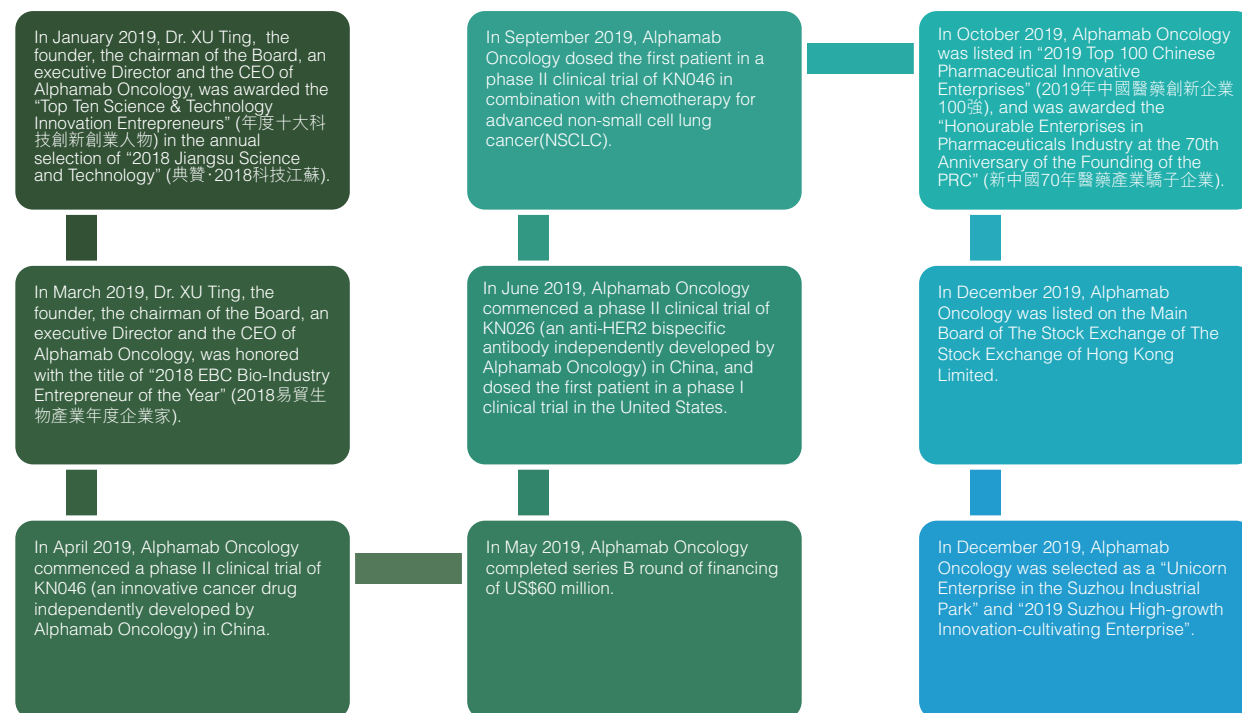 In January 2019, Dr. XU Ting, the
founder, the chairman of the Board, an
executive Director and the CEO of
Alphamab Oncology, was awarded the
“Top Ten Science & Technology
Innovation Entrepreneurs” (年度十大科
技創新創業人物) in the annual
selection of “2018 Jiangsu Science
and Technology” (典贊·2018科技江蘇).
In March 2019, Dr. XU Ting, the
founder, the chairman of the Board, an
executive Director and the CEO of
Alphamab Oncology, was honored
with the title of “2018 EBC Bio-Industry
Entrepreneur of the Year” (2018易貿生
物產業年度企業家).
In April 2019, Alphamab Oncology
commenced a phase II clinical trial of
KN046 (an innovative cancer drug
independently developed by
Alphamab Oncology) in China.
In May 2019, Alphamab Oncology
completed series B round of financing
of US$60 million.
In June 2019, Alphamab Oncology
commenced a phase II clinical trial of
KN026 (an anti-HER2 bispecific
antibody independently developed by
Alphamab Oncology) in China, and
dosed the first patient in a phase I
clinical trial in the United States.
In September 2019, Alphamab
Oncology dosed the first patient in a
phase II clinical trial of KN046 in
combination with chemotherapy for
advanced non-small cell lung
cancer(NSCLC).
In October 2019, Alphamab Oncology
was listed in “2019 Top 100 Chinese
Pharmaceutical Innovative
Enterprises” (2019年中國醫藥創新企業
100強), and was awarded the
“Honourable Enterprises in
Pharmaceuticals Industry at the 70th
Anniversary of the Founding of the
PRC” (新中國70年醫藥產業驕子企業).
In December 2019, Alphamab
Oncology was listed on the Main
Board of The Stock Exchange of The
Stock Exchange of Hong Kong
Limited.
In December 2019, Alphamab
Oncology was selected as a “Unicorn
Enterprise in the Suzhou Industrial
Park” and “2019 Suzhou High-growth
Innovation-cultivating Enterprise”.